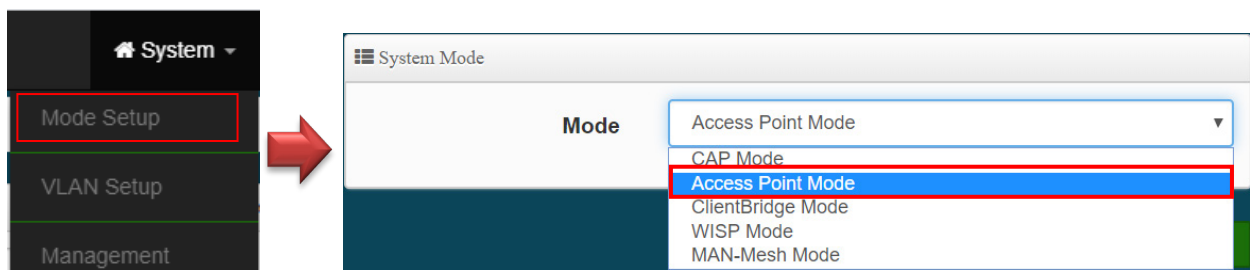 System
Mode Setup
VLAN Setup
Management
System Mode
Mode
Access Point Mode
CAP Mode
Access Point Mode
ClientBridge Mode
WISP Mode
MAN-Mesh Mode